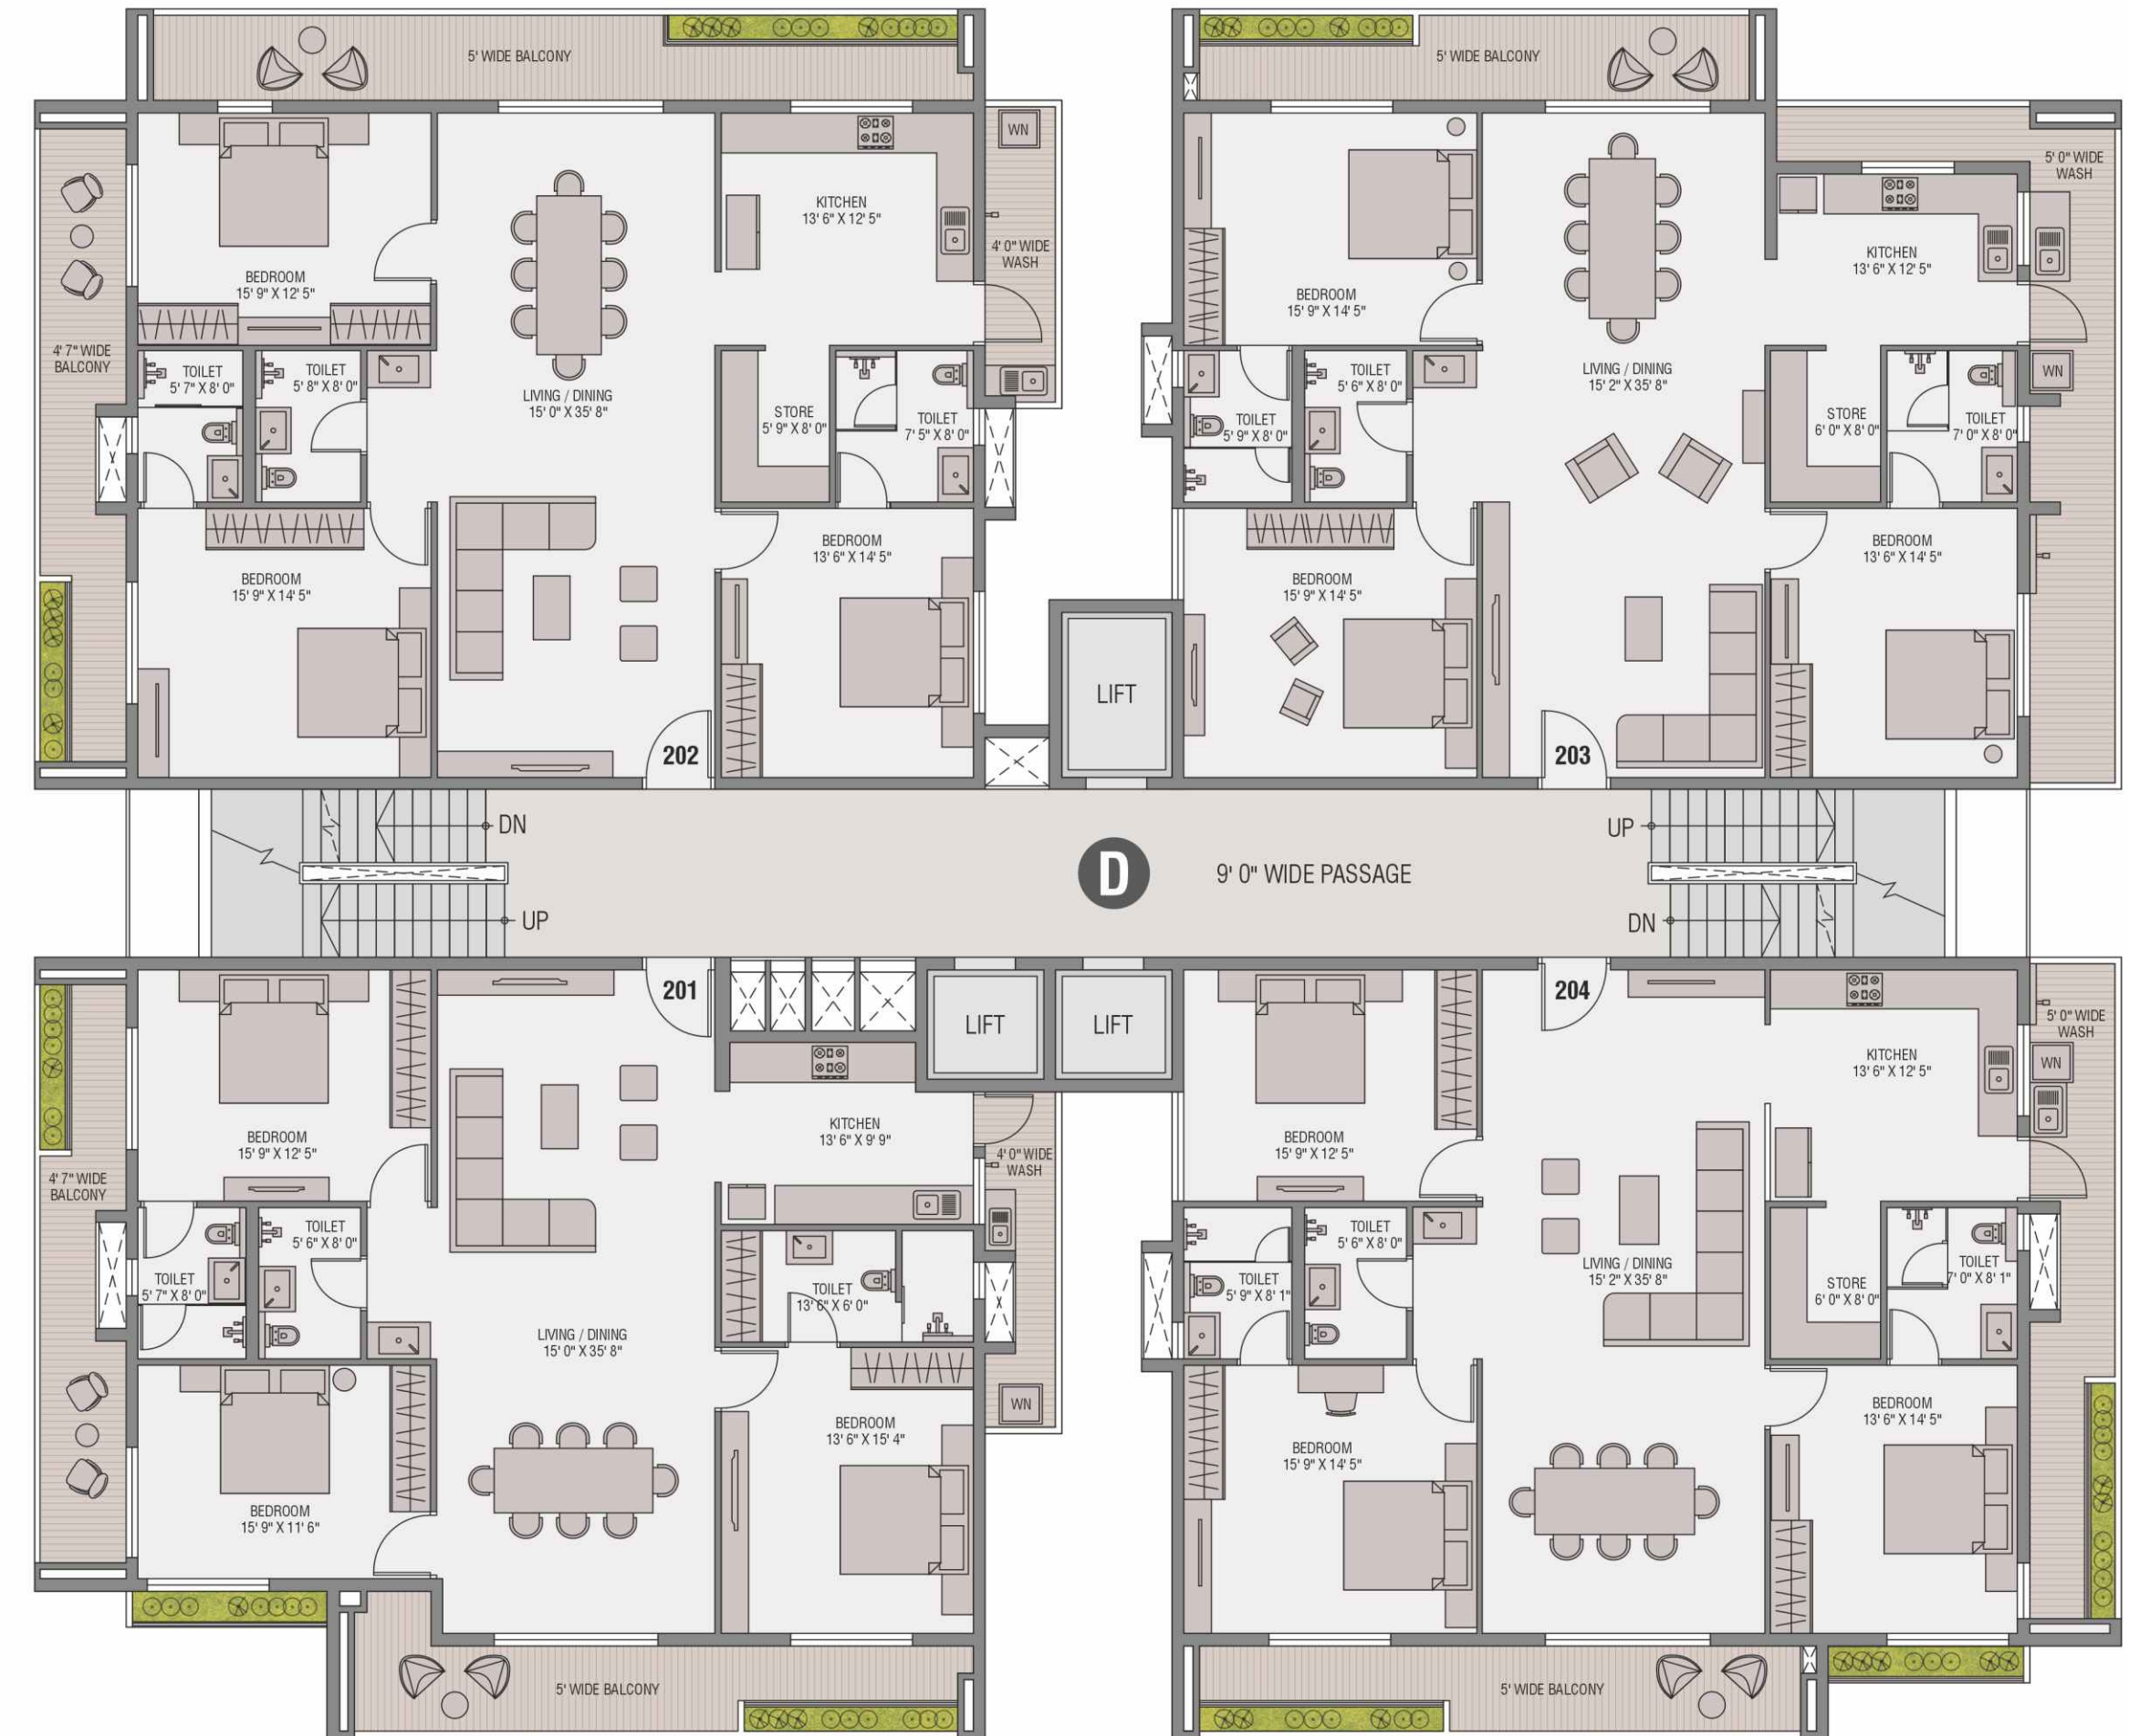 5' WIDE BALCONY
WN
4' 0" WIDE
WASH
KITCHEN
13' 6" X 12' 5"
BEDROOM
15' 9" X 12' 5"
4' 7" WIDE
BALCONY
TOILET
5' 7" X 8' 0"
TOILET
5' 8" X 8' 0"
LIVING / DINING
15' 0" X 35' 8"
STORE
5' 9" X 8' 0"
TOILET
7' 5" X 8' 0"
BEDROOM
15' 9" X 14' 5"
BEDROOM
13' 6" X 14' 5"
202
LIFT
5' WIDE BALCONY
5' 0" WIDE
WASH
KITCHEN
13' 6" X 12' 5"
BEDROOM
15' 9" X 14' 5"
LIVING / DINING
15' 2" X 35' 8"
TOILET
5' 6" X 8' 0"
TOILET
5' 9" X 8' 0"
STORE
6' 0" X 8' 0"
TOILET
7' 0" X 8' 0"
WN
BEDROOM
15' 9" X 14' 5"
BEDROOM
13' 6" X 14' 5"
203
DN
UP
D
9' 0" WIDE PASSAGE
UP
DN
201
LIFT
LIFT
BEDROOM
15' 9" X 12' 5"
4' 7" WIDE
BALCONY
KITCHEN
13' 6" X 9' 9"
4' 0" WIDE
WASH
TOILET
5' 6" X 8' 0"
TOILET
5' 7" X 8' 0"
TOILET
13' 6" X 6' 0"
LIVING / DINING
15' 0" X 35' 8"
WN
BEDROOM
13' 6" X 15' 4"
BEDROOM
15' 9" X 11' 6"
5' WIDE BALCONY
204
5' 0" WIDE
WASH
WN
KITCHEN
13' 6" X 12' 5"
BEDROOM
15' 9" X 12' 5"
TOILET
5' 6" X 8' 0"
TOILET
5' 9" X 8' 1"
LIVING / DINING
15' 2" X 35' 8"
STORE
6' 0" X 8' 0"
TOILET
7' 0" X 8' 1"
BEDROOM
13' 6" X 14' 5"
BEDROOM
15' 9" X 14' 5"
5' WIDE BALCONY